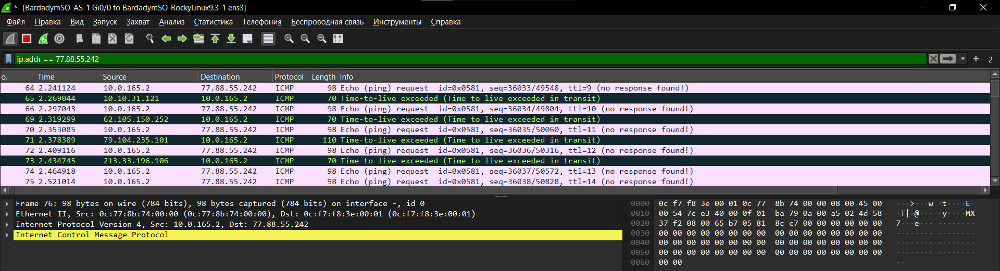 *- [BardadymSO-AS-1 Gi0/0 to BardadymSO-RockyLinux9.3-1 ens3]
Файл Правка Вид Запуск Захват Анализ Статистика Телефония Беспроводная связь Инструменты Справка
ip.addr == 77.88.55.242 + 2
o. Time Source Destination Protocol Length Info
64 2.241124 10.0.165.2 77.88.55.242 ICMP 98 Echo (ping) request id=0x0581, seq=36033/49548, ttl=9 (no response found!)
65 2.269044 10.10.31.121 10.0.165.2 ICMP 70 Time-to-live exceeded (Time to live exceeded in transit)
66 2.297043 10.0.165.2 77.88.55.242 ICMP 98 Echo (ping) request id=0x0581, seq=36034/49804, ttl=10 (no response found!)
69 2.319299 62.105.150.252 10.0.165.2 ICMP 70 Time-to-live exceeded (Time to live exceeded in transit)
70 2.353085 10.0.165.2 77.88.55.242 ICMP 98 Echo (ping) request id=0x0581, seq=36035/50060, ttl=11 (no response found!)
71 2.378389 79.104.235.101 10.0.165.2 ICMP 110 Time-to-live exceeded (Time to live exceeded in transit)
72 2.409116 10.0.165.2 77.88.55.242 ICMP 98 Echo (ping) request id=0x0581, seq=36036/50316, ttl=12 (no response found!)
73 2.434745 213.33.196.106 10.0.165.2 ICMP 70 Time-to-live exceeded (Time to live exceeded in transit)
74 2.464918 10.0.165.2 77.88.55.242 ICMP 98 Echo (ping) request id=0x0581, seq=36037/50572, ttl=13 (no response found!)
75 2.521014 10.0.165.2 77.88.55.242 ICMP 98 Echo (ping) request id=0x0581, seq=36038/50828, ttl=14 (no response found!)
Frame 76: 98 bytes on wire (784 bits), 98 bytes captured (784 bits) on interface -, id 0
Ethernet II, Src: 0c:77:8b:74:00:00 (0c:77:8b:74:00:00), Dst: 0c:f7:f8:3e:00:01 (0c:f7:f8:3e:00:01)
Internet Protocol Version 4, Src: 10.0.165.2, Dst: 77.88.55.242
Internet Control Message Protocol
0000 0c f7 f8 3e 00 01 0c 77 8b 74 00 00 08 00 45 00 ···>···w ·t····E·
0010 00 54 7c e3 40 00 0f 01 ba 79 0a 00 a5 02 4d 58 ·T|·@··· ·y····MX
0020 37 f2 08 00 65 b7 05 81 8c c7 00 00 00 00 00 00 7···e··· ········
0030 00 00 00 00 00 00 00 00 00 00 00 00 00 00 00 00 ········ ········
0040 00 00 00 00 00 00 00 00 00 00 00 00 00 00 00 00 ········ ········
0050 00 00 00 00 00 00 00 00 00 00 00 00 00 00 00 00 ········ ········
0060 00 00 ··